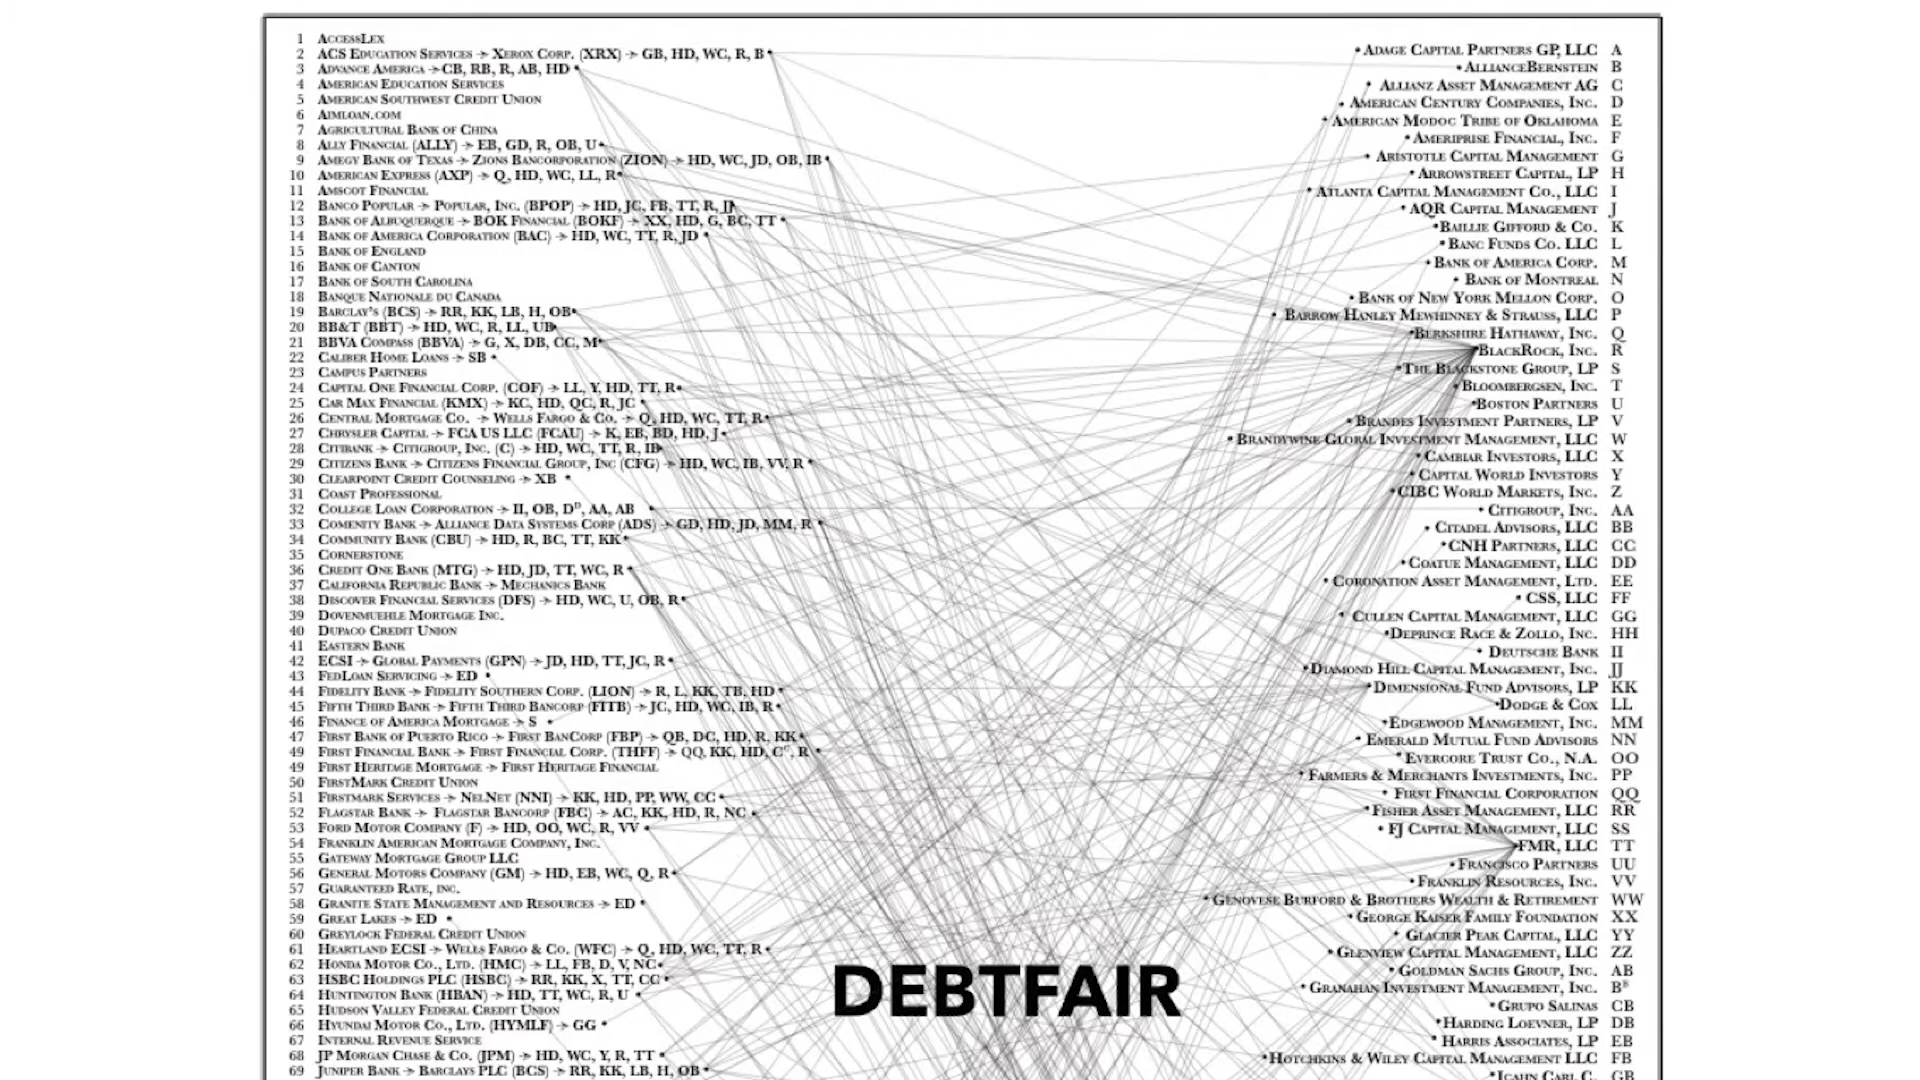 1 AccessLex
2 ACS Education Services → Xerox Corp. (XRX) → GB, HD, WC, R, B
3 Advance America → CB, RB, R, AB, HD
4 American Education Services
5 American Southwest Credit Union
6 Aimloan.com
7 Agricultural Bank of China
8 Ally Financial (ALLY) → EB, GD, R, OB, U
9 Amegy Bank of Texas → Zions Bancorporation (ZION) → HD, WC, JD, OB, IB
10 American Express (AXP) → Q, HD, WC, LL, R
11 Amscot Financial
12 Banco Popular → Popular, Inc. (BPOP) → HD, JC, FB, TT, R, JJ
13 Bank of Albuquerque → BOK Financial (BOKF) → XX, HD, G, BC, TT
14 Bank of America Corporation (BAC) → HD, WC, TT, R, JD
15 Bank of England
16 Bank of Canton
17 Bank of South Carolina
18 Banque Nationale du Canada
19 Barclay's (BCS) → RR, KK, LB, H, OB
20 BB&T (BBT) → HD, WC, R, LL, UB
21 BBVA Compass (BBVA) → G, X, DB, CC, M
22 Caliber Home Loans → SB
23 Campus Partners
24 Capital One Financial Corp. (COF) → LL, Y, HD, TT, R
25 Car Max Financial (KMX) → KC, HD, QC, R, JC
26 Central Mortgage Co. → Wells Fargo & Co. → Q, HD, WC, TT, R
27 Chrysler Capital → FCA US LLC (FCAU) → K, EB, BD, HD, J
28 Citibank → Citigroup, Inc. (C) → HD, WC, TT, R, IB
29 Citizens Bank → Citizens Financial Group, Inc (CFG) → HD, WC, IB, VV, R
30 Clearpoint Credit Counseling → XB
31 Coast Professional
32 College Loan Corporation → II, OB, Dᴰ, AA, AB
33 Comenity Bank → Alliance Data Systems Corp (ADS) → GD, HD, JD, MM, R
34 Community Bank (CBU) → HD, R, BC, TT, KK
35 Cornerstone
36 Credit One Bank (MTG) → HD, JD, TT, WC, R
37 California Republic Bank → Mechanics Bank
38 Discover Financial Services (DFS) → HD, WC, U, OB, R
39 Dovenmuehle Mortgage Inc.
40 Dupaco Credit Union
41 Eastern Bank
42 ECSI → Global Payments (GPN) → JD, HD, TT, JC, R
43 FedLoan Servicing → ED
44 Fidelity Bank → Fidelity Southern Corp. (LION) → R, L, KK, TB, HD
45 Fifth Third Bank → Fifth Third Bancorp (FITB) → JC, HD, WC, IB, R
46 Finance of America Mortgage → S
47 First Bank of Puerto Rico → First BanCorp (FBP) → QB, DC, HD, R, KK
49 First Financial Bank → First Financial Corp. (THFF) → QQ, KK, HD, Cᶜ, R
49 First Heritage Mortgage → First Heritage Financial
50 FirstMark Credit Union
51 Firstmark Services → NelNet (NNI) → KK, HD, PP, WW, CC
52 Flagstar Bank → Flagstar Bancorp (FBC) → AC, KK, HD, R, NC
53 Ford Motor Company (F) → HD, OO, WC, R, VV
54 Franklin American Mortgage Company, Inc.
55 Gateway Mortgage Group LLC
56 General Motors Company (GM) → HD, EB, WC, Q, R
57 Guaranteed Rate, inc.
58 Granite State Management and Resources → ED
59 Great Lakes → ED
60 Greylock Federal Credit Union
61 Heartland ECSI → Wells Fargo & Co. (WFC) → Q, HD, WC, TT, R
62 Honda Motor Co., Ltd. (HMC) → LL, FB, D, V, NC
63 HSBC Holdings PLC (HSBC) → RR, KK, X, TT, CC
64 Huntington Bank (HBAN) → HD, TT, WC, R, U
65 Hudson Valley Federal Credit Union
66 Hyundai Motor Co., Ltd. (HYMLF) → GG
67 Internal Revenue Service
68 JP Morgan Chase & Co. (JPM) → HD, WC, Y, R, TT
69 Juniper Bank → Barclays PLC (BCS) → RR, KK, LB, H, OB
Adage Capital Partners GP, LLC A
AllianceBernstein B
Allianz Asset Management AG C
American Century Companies, Inc. D
American Modoc Tribe of Oklahoma E
Ameriprise Financial, Inc. F
Aristotle Capital Management G
Arrowstreet Capital, LP H
Atlanta Capital Management Co., LLC I
AQR Capital Management J
Baillie Gifford & Co. K
Banc Funds Co. LLC L
Bank of America Corp. M
Bank of Montreal N
Bank of New York Mellon Corp. O
Barrow Hanley Mewhinney & Strauss, LLC P
Berkshire Hathaway, Inc. Q
BlackRock, Inc. R
The Blackstone Group, LP S
Bloombergsen, Inc. T
Boston Partners U
Brandes Investment Partners, LP V
Brandywine Global Investment Management, LLC W
Cambiar Investors, LLC X
Capital World Investors Y
CIBC World Markets, Inc. Z
Citigroup, Inc. AA
Citadel Advisors, LLC BB
CNH Partners, LLC CC
Coatue Management, LLC DD
Coronation Asset Management, Ltd. EE
CSS, LLC FF
Cullen Capital Management, LLC GG
DePrince Race & Zollo, Inc. HH
Deutsche Bank II
Diamond Hill Capital Management, Inc. JJ
Dimensional Fund Advisors, LP KK
Dodge & Cox LL
Edgewood Management, Inc. MM
Emerald Mutual Fund Advisors NN
Evercore Trust Co., N.A. OO
Farmers & Merchants Investments, Inc. PP
First Financial Corporation QQ
Fisher Asset Management, LLC RR
FJ Capital Management, LLC SS
FMR, LLC TT
Francisco Partners UU
Franklin Resources, Inc. VV
Genovese Burford & Brothers Wealth & Retirement WW
George Kaiser Family Foundation XX
Glacier Peak Capital, LLC YY
Glenview Capital Management, LLC ZZ
Goldman Sachs Group, Inc. AB
Granahan Investment Management, Inc. Bᴮ
Grupo Salinas CB
Harding Loevner, LP DB
Harris Associates, LP EB
Hotchkins & Wiley Capital Management LLC FB
Icahn Carl C. GB
DEBTFAIR